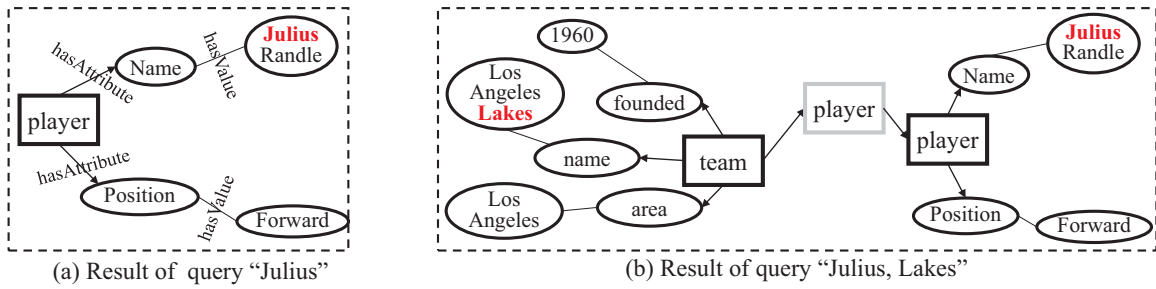 hasAttribute
Name
hasValue
Julius
Randle
player
hasAttribute
Position
hasValue
Forward
(a) Result of query “Julius”
1960
Los
Angeles
Lakes
founded
name
team
Los
Angeles
area
player
player
Name
Julius
Randle
Position
Forward
(b) Result of query “Julius, Lakes”